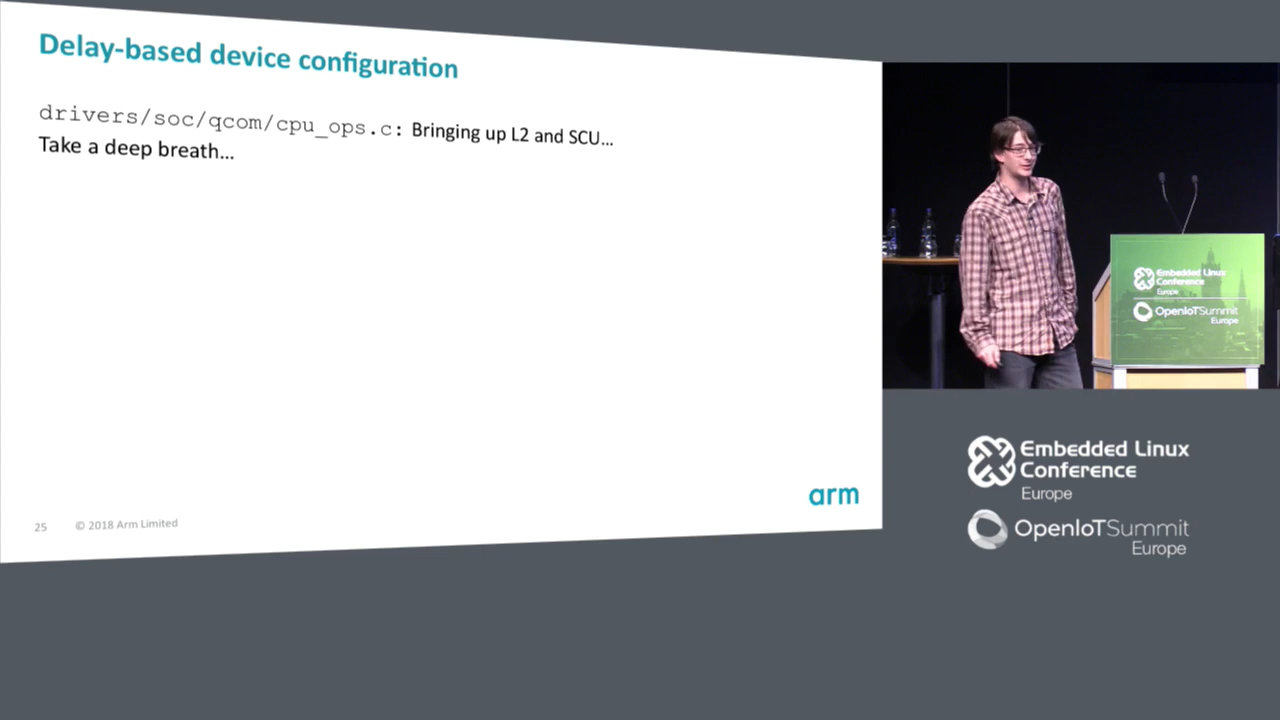 Delay-based device configuration
drivers/soc/qcom/cpu_ops.c: Bringing up L2 and SCU...
Take a deep breath...
arm
25 © 2018 Arm Limited
Embedded Linux
Conference
Europe
OpenIoTSummit
Europe
Embedded Linux
Conference
Europe
OpenIoTSummit
Europe